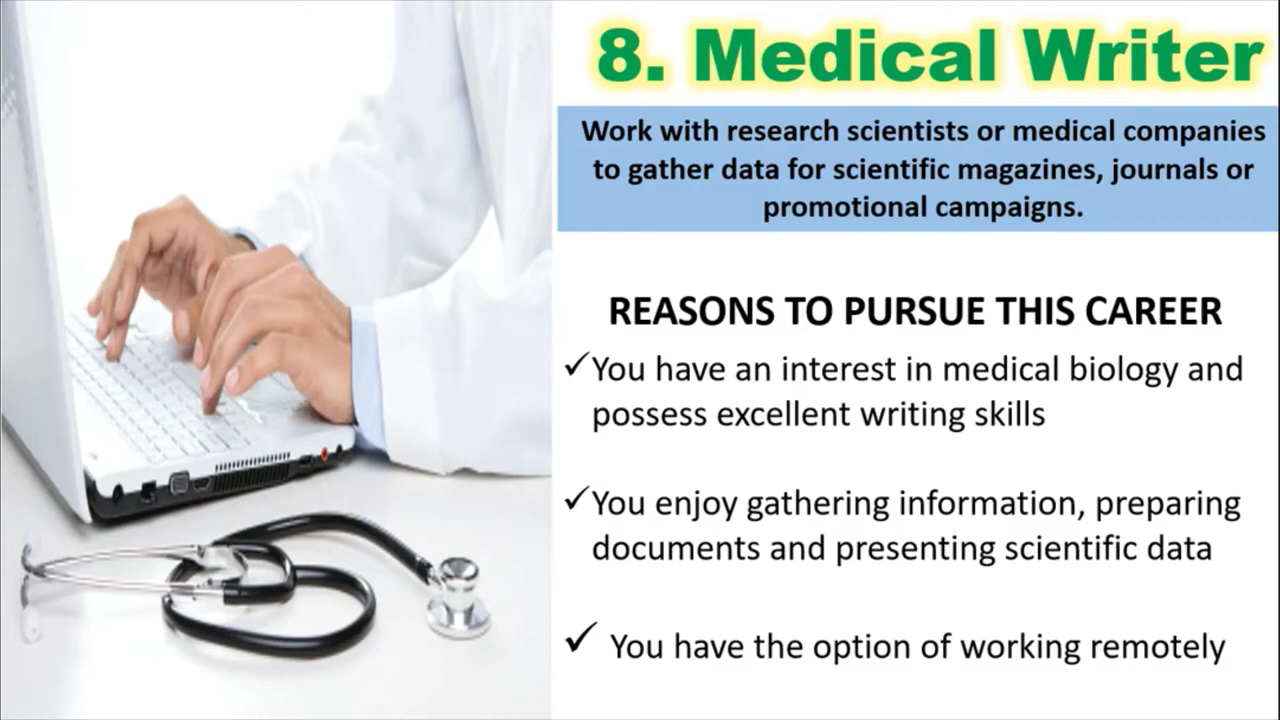 8. Medical Writer
Work with research scientists or medical companies
to gather data for scientific magazines, journals or
promotional campaigns.
REASONS TO PURSUE THIS CAREER
✓You have an interest in medical biology and
possess excellent writing skills
✓You enjoy gathering information, preparing
documents and presenting scientific data
✓ You have the option of working remotely